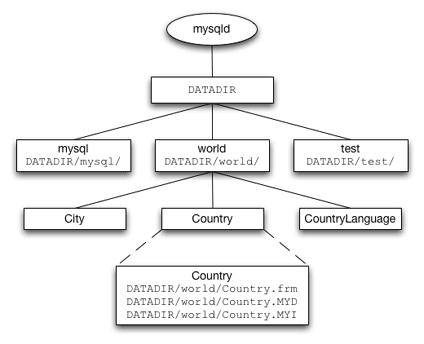 mysqld
DATADIR
mysql
DATADIR/mysql/
world
DATADIR/world/
test
DATADIR/test/
City
Country
CountryLanguage
Country
DATADIR/world/Country.frm
DATADIR/world/Country.MYD
DATADIR/world/Country.MYI